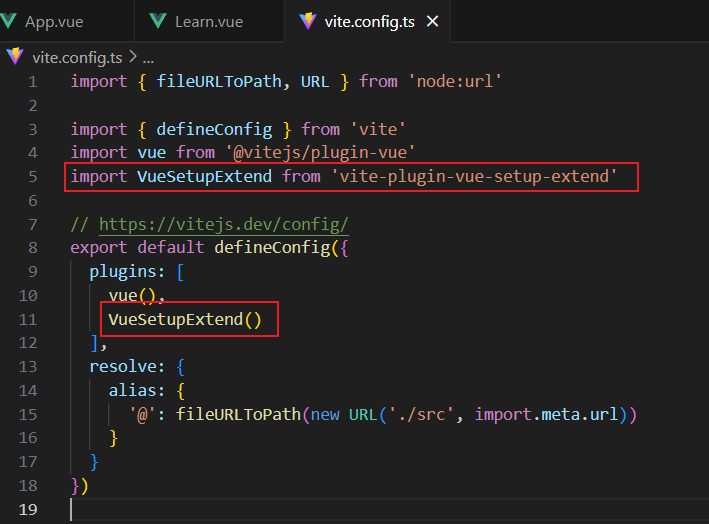 App.vue Learn.vue vite.config.ts ×
vite.config.ts > ...
1 import { fileURLToPath, URL } from 'node:url'
2
3 import { defineConfig } from 'vite'
4 import vue from '@vitejs/plugin-vue'
5 import VueSetupExtend from 'vite-plugin-vue-setup-extend'
6
7 // https://vitejs.dev/config/
8 export default defineConfig({
9   plugins: [
10     vue(),
11     VueSetupExtend()
12   ],
13   resolve: {
14     alias: {
15       '@': fileURLToPath(new URL('./src', import.meta.url))
16     }
17   }
18 })
19